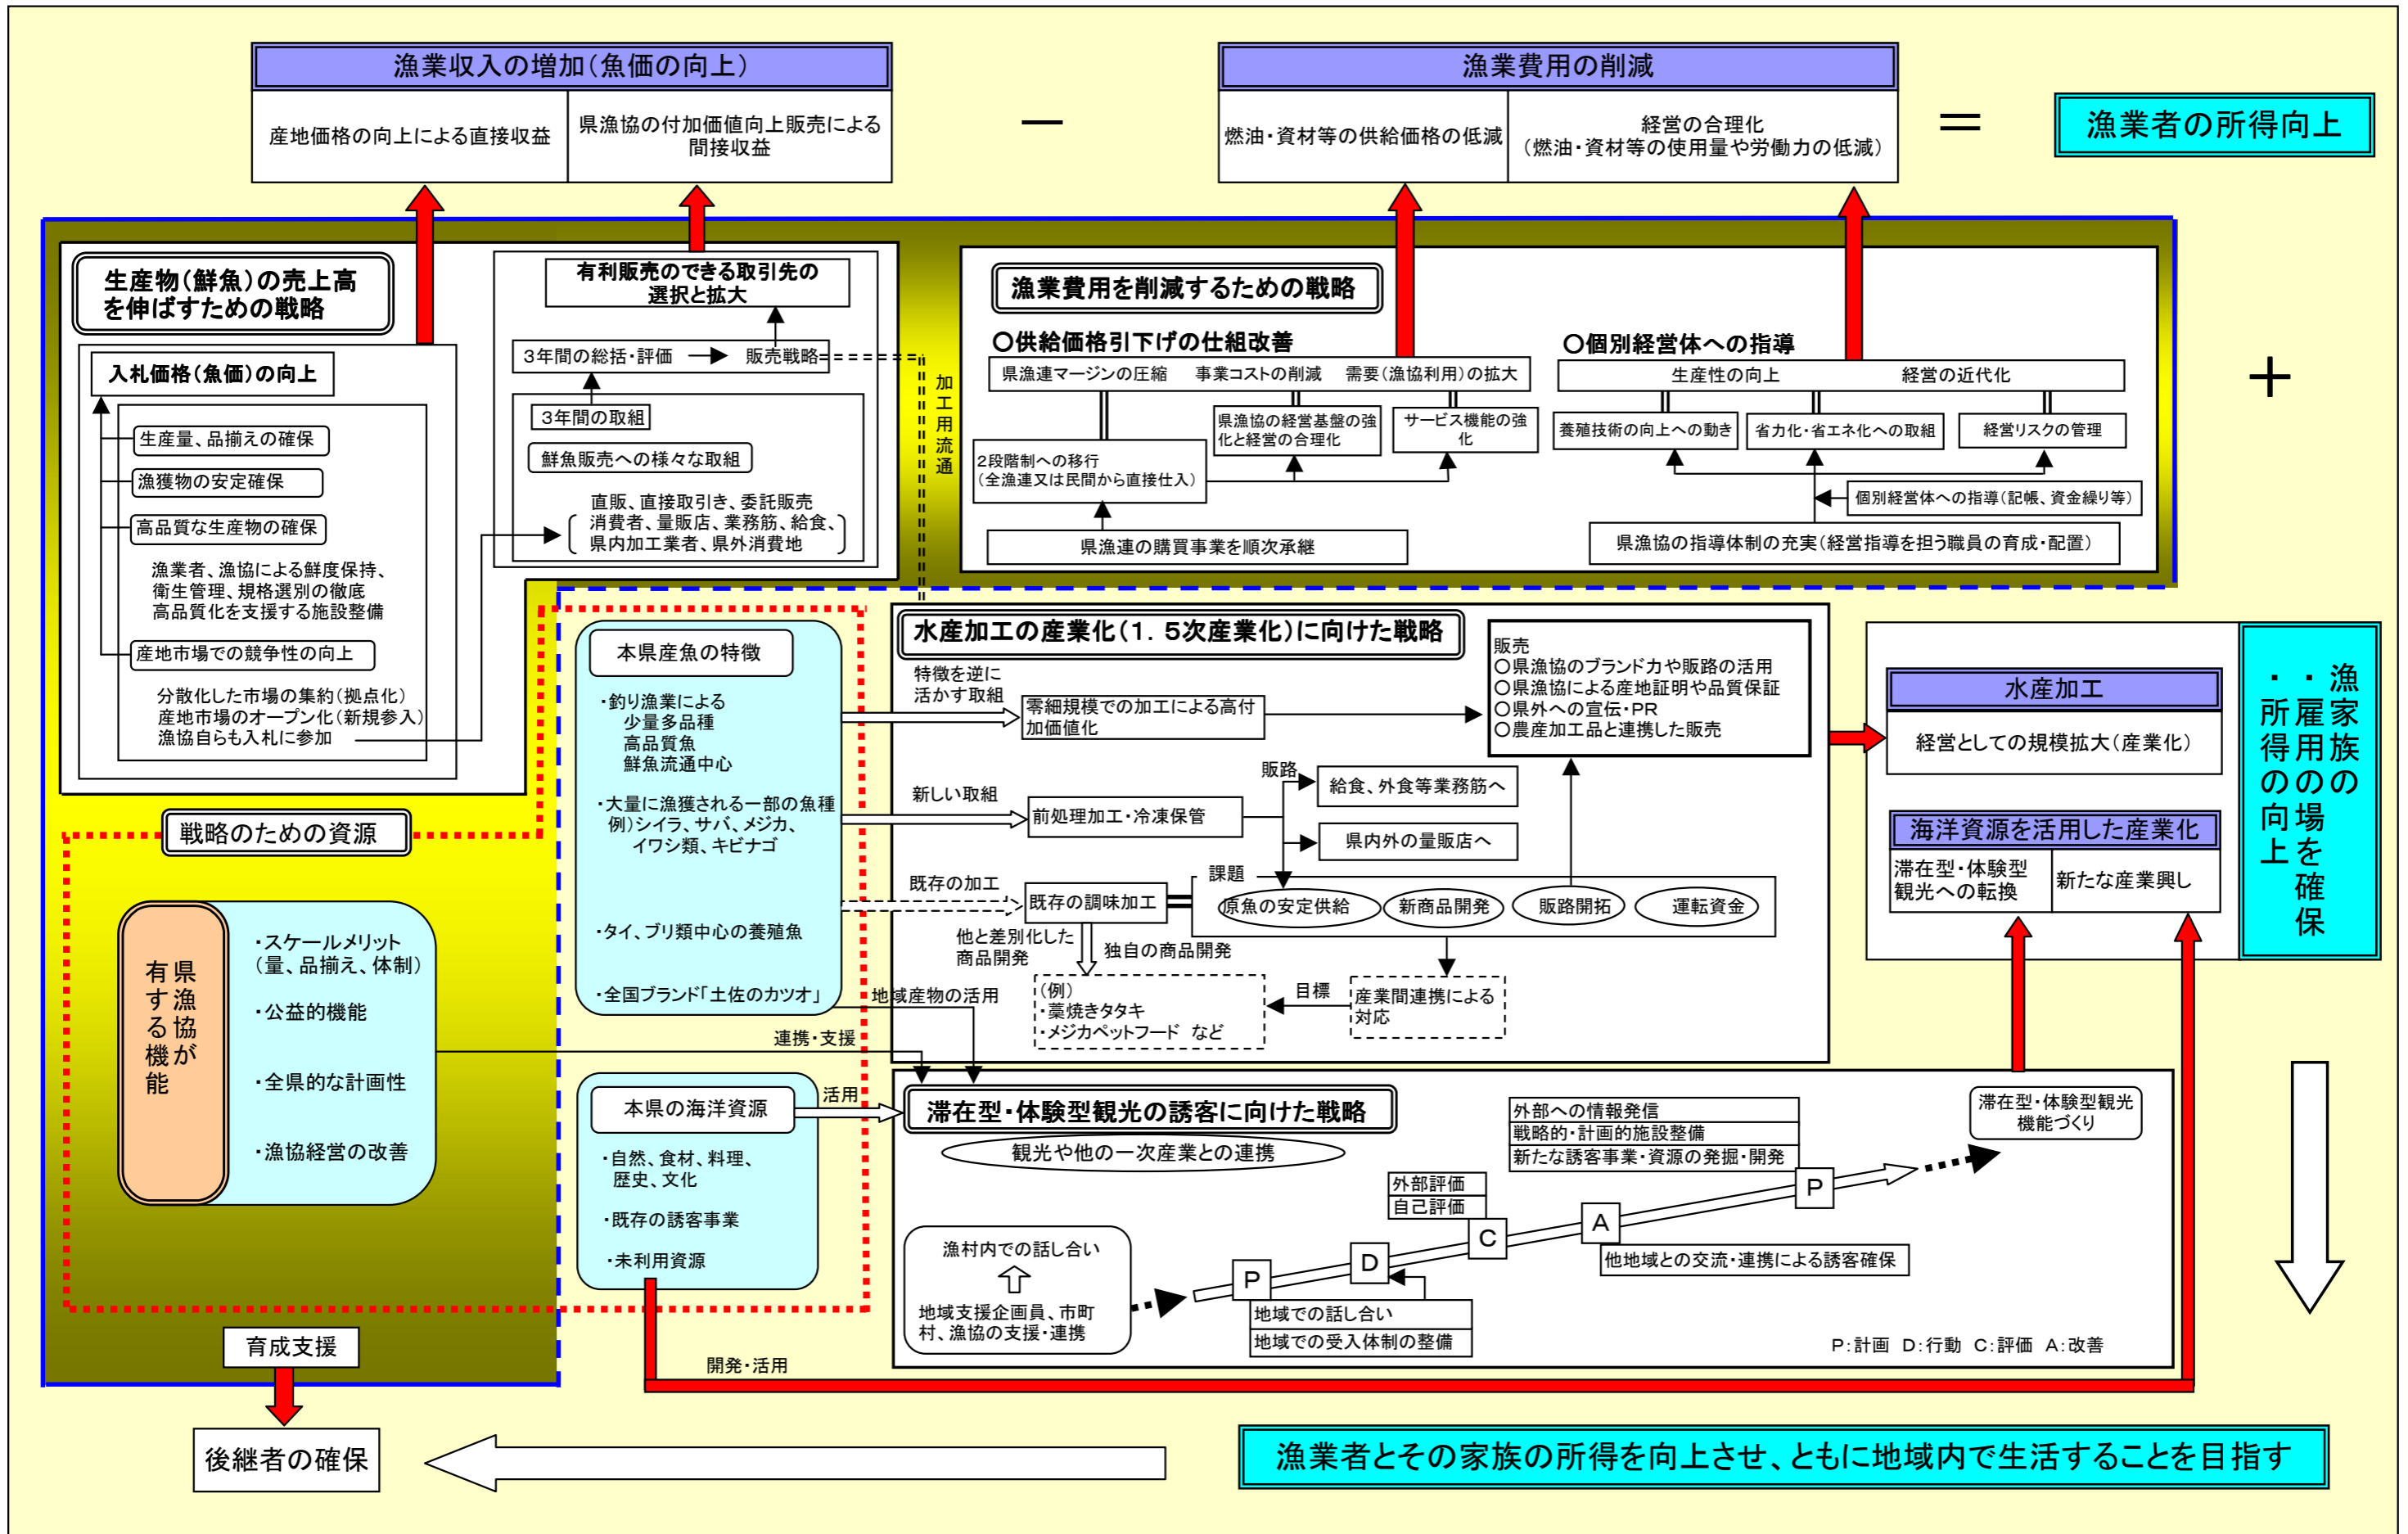 漁業収入の増加（魚価の向上）
産地価格の向上による直接収益
県漁協の付加価値向上販売による
間接収益
－
漁業費用の削減
燃油・資材等の供給価格の低減
経営の合理化
（燃油・資材等の使用量や労働力の低減）
＝
漁業者の所得向上
＋
生産物（鮮魚）の売上高
を伸ばすための戦略
入札価格（魚価）の向上
生産量、品揃えの確保
漁獲物の安定確保
高品質な生産物の確保
漁業者、漁協による鮮度保持、
衛生管理、規格選別の徹底
高品質化を支援する施設整備
産地市場での競争性の向上
分散化した市場の集約（拠点化）
産地市場のオープン化（新規参入）
漁協自らも入札に参加
有利販売のできる取引先の
選択と拡大
３年間の総括・評価
販売戦略
３年間の取組
鮮魚販売への様々な取組
直販、直接取引き、委託販売
消費者、量販店、業務筋、給食、
県内加工業者、県外消費地
加工用流通
漁業費用を削減するための戦略
○供給価格引下げの仕組改善
県漁連マージンの圧縮
事業コストの削減
需要（漁協利用）の拡大
２段階制への移行
（全漁連又は民間から直接仕入）
県漁協の経営基盤の強
化と経営の合理化
サービス機能の強
化
県漁連の購買事業を順次承継
○個別経営体への指導
生産性の向上
経営の近代化
養殖技術の向上への動き
省力化・省エネ化への取組
経営リスクの管理
個別経営体への指導（記帳、資金繰り等）
県漁協の指導体制の充実（経営指導を担う職員の育成・配置）
戦略のための資源
県漁協が
有する機能
・スケールメリット
（量、品揃え、体制）
・公益的機能
・全県的な計画性
・漁協経営の改善
本県産魚の特徴
・釣り漁業による
少量多品種
高品質魚
鮮魚流通中心
・大量に漁獲される一部の魚種
例）シイラ、サバ、メジカ、
イワシ類、キビナゴ
・タイ、ブリ類中心の養殖魚
・全国ブランド「土佐のカツオ」
本県の海洋資源
・自然、食材、料理、
歴史、文化
・既存の誘客事業
・未利用資源
水産加工の産業化（１．５次産業化）に向けた戦略
特徴を逆に
活かす取組
零細規模での加工による高付
加価値化
販売
○県漁協のブランド力や販路の活用
○県漁協による産地証明や品質保証
○県外への宣伝・PR
○農産加工品と連携した販売
新しい取組
前処理加工・冷凍保管
販路
給食、外食等業務筋へ
県内外の量販店へ
既存の加工
既存の調味加工
課題
原魚の安定供給
新商品開発
販路開拓
運転資金
他と差別化した
商品開発
独自の商品開発
（例）
・藁焼きタタキ
・メジカペットフード　など
目標
産業間連携による
対応
地域産物の活用
連携・支援
活用
滞在型・体験型観光の誘客に向けた戦略
観光や他の一次産業との連携
漁村内での話し合い
地域支援企画員、市町
村、漁協の支援・連携
P
D
C
A
P
地域での話し合い
地域での受入体制の整備
外部評価
自己評価
他地域との交流・連携による誘客確保
外部への情報発信
戦略的・計画的施設整備
新たな誘客事業・資源の発掘・開発
滞在型・体験型観光
機能づくり
P：計画　D：行動　C：評価　A：改善
水産加工
経営としての規模拡大（産業化）
海洋資源を活用した産業化
滞在型・体験型
観光への転換
新たな産業興し
漁家族の
・雇用の場を確保
・所得の向上
育成支援
開発・活用
後継者の確保
漁業者とその家族の所得を向上させ、ともに地域内で生活することを目指す